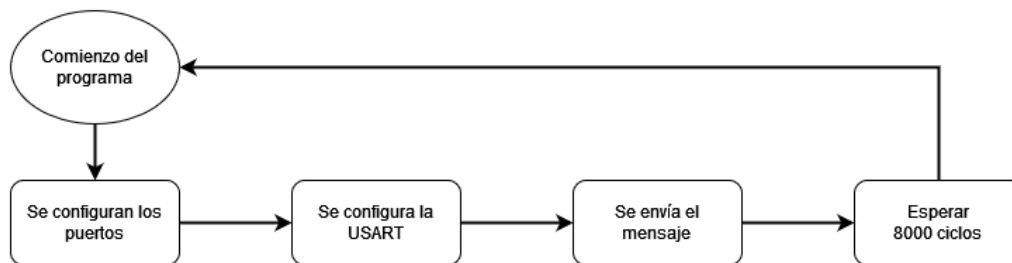 Comienzo del
programa
Se configuran los
puertos
Se configura la
USART
Se envía el
mensaje
Esperar
8000 ciclos